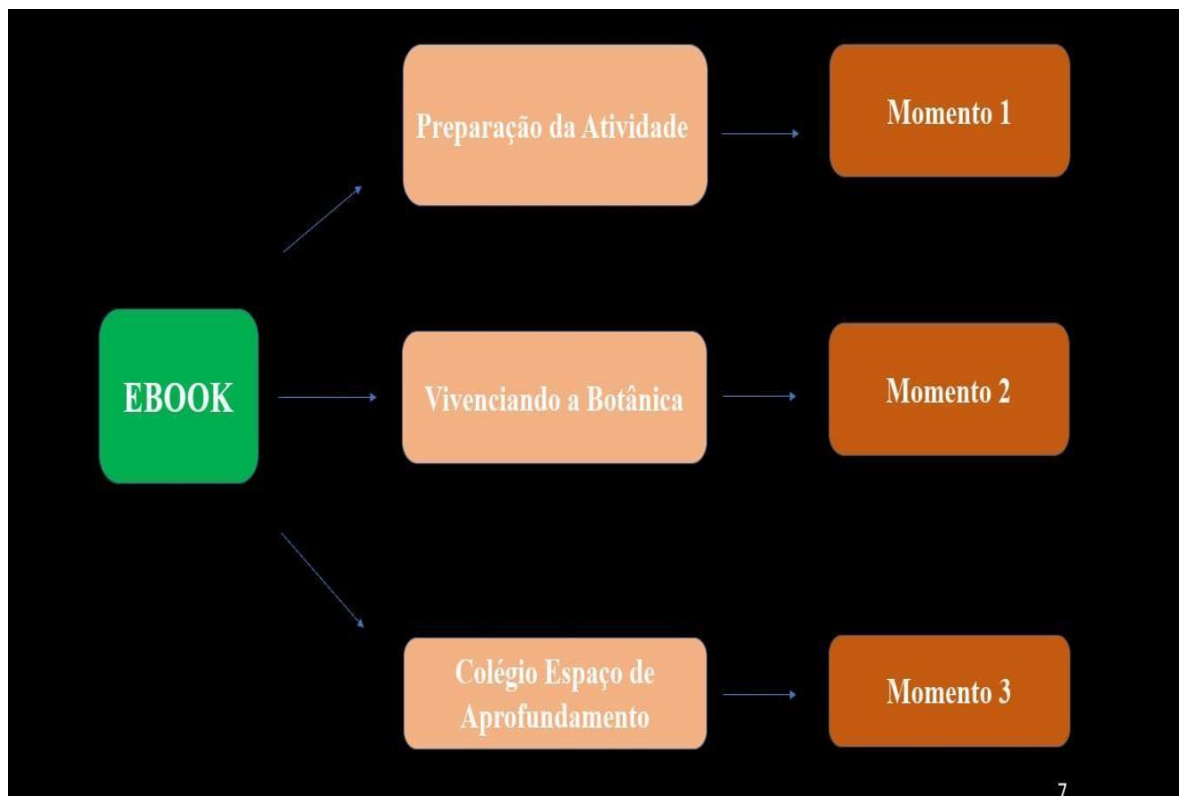 Preparação da Atividade
Momento 1
EBOOK
Vivenciando a Botânica
Momento 2
Colégio Espaço de
Aprofundamento
Momento 3
7